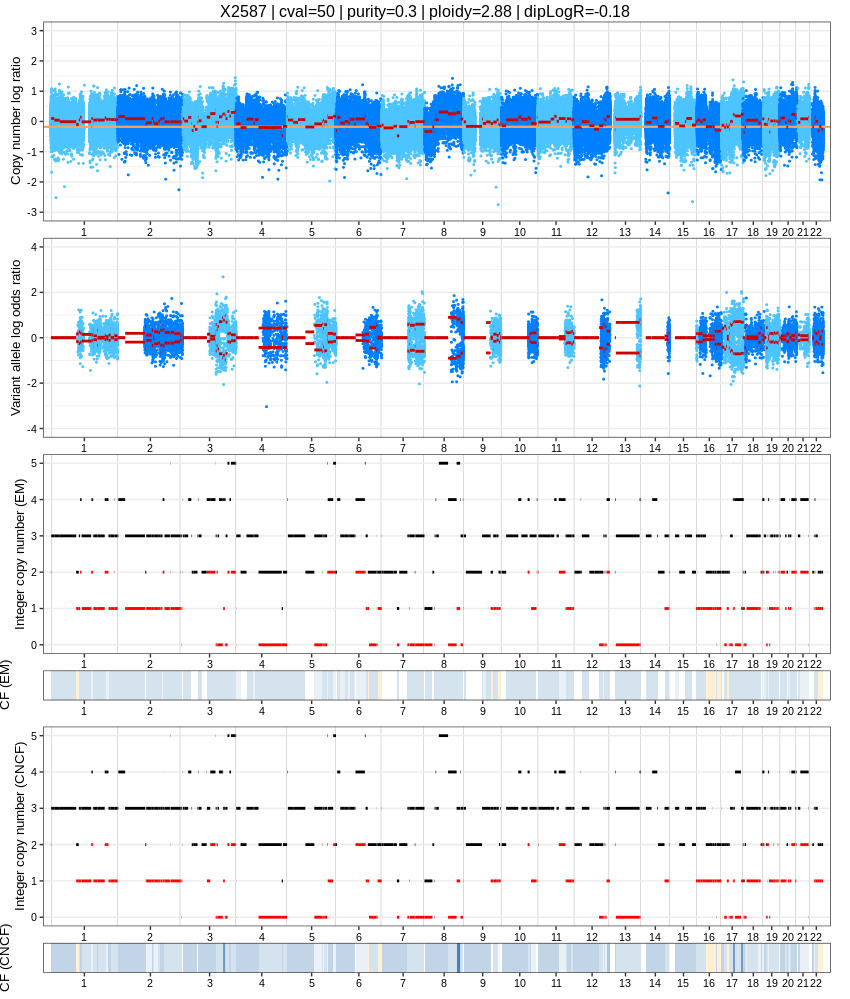 X2587 | cval=50 | purity=0.3 | ploidy=2.88 | dipLogR=-0.18
Copy number log ratio
3
2
1
0
-1
-2
-3
1 2 3 4 5 6 7 8 9 10 11 12 13 14 15 16 17 18 19 20 21 22
Variant allele log odds ratio
4
2
0
-2
-4
1 2 3 4 5 6 7 8 9 10 11 12 13 14 15 16 17 18 19 20 21 22
Integer copy number (EM)
5
4
3
2
1
0
1 2 3 4 5 6 7 8 9 10 11 12 13 14 15 16 17 18 19 20 21 22
CF (EM)
1 2 3 4 5 6 7 8 9 10 11 12 13 14 15 16 17 18 19 20 21 22
Integer copy number (CNCF)
5
4
3
2
1
0
1 2 3 4 5 6 7 8 9 10 11 12 13 14 15 16 17 18 19 20 21 22
CF (CNCF)
1 2 3 4 5 6 7 8 9 10 11 12 13 14 15 16 17 18 19 20 21 22